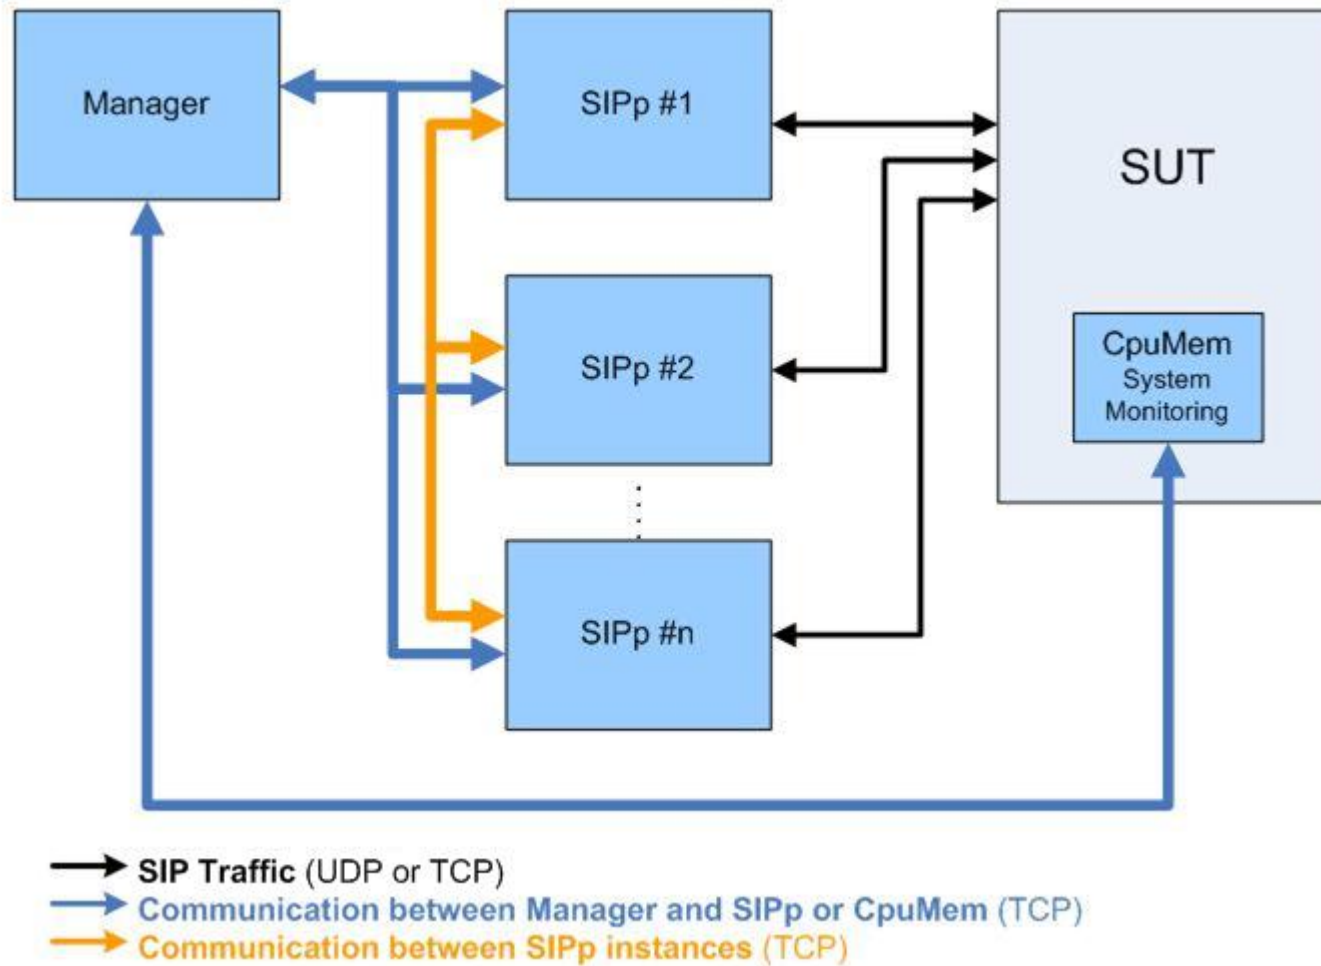 Manager
SIPp #1
SUT
SIPp #2
CpuMem
System
Monitoring
SIPp #n
SIP Traffic (UDP or TCP)
Communication between Manager and SIPp or CpuMem (TCP)
Communication between SIPp instances (TCP)